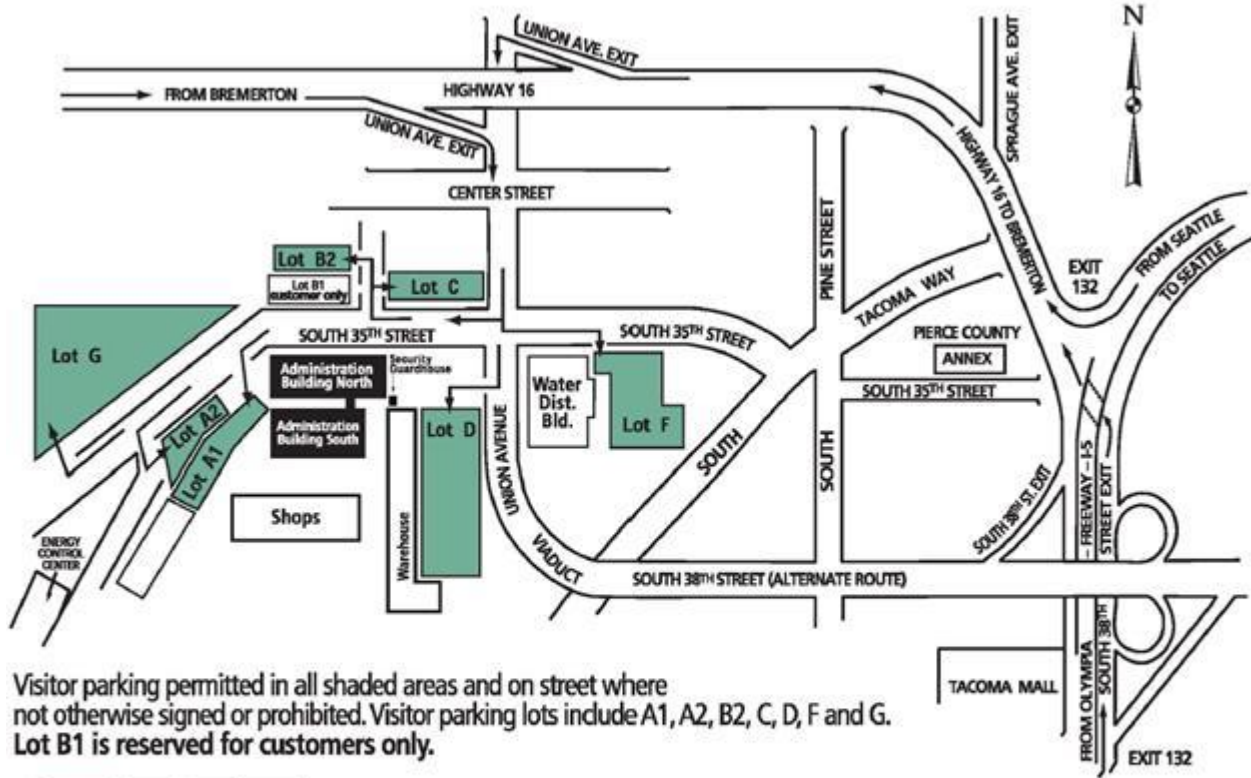 N
UNION AVE. EXIT
SPRAGUE AVE. EXIT
FROM BREMERTON
HIGHWAY 16
UNION AVE. EXIT
HIGHWAY 16 TO BREMERTON
CENTER STREET
PINE STREET
FROM SEATTLE
TO SEATTLE
EXIT
132
TACOMA WAY
Lot B2
Lot B1
customer only
Lot C
SOUTH 35TH STREET
SOUTH 35TH STREET
PIERCE COUNTY
ANNEX
Lot G
Security
Guardhouse
Administration
Building North
Water
Dist.
Bld.
SOUTH 35TH STREET
Lot A2
Administration
Building South
Lot D
UNION AVENUE
Lot F
SOUTH
SOUTH
Lot A1
Shops
Warehouse
VIADUCT
SOUTH 38TH ST. EXIT
FREEWAY – I-5
STREET EXIT
ENERGY
CONTROL
CENTER
SOUTH 38TH STREET (ALTERNATE ROUTE)
TACOMA MALL
FROM OLYMPIA
SOUTH 38TH
EXIT 132
Visitor parking permitted in all shaded areas and on street where
not otherwise signed or prohibited. Visitor parking lots include A1, A2, B2, C, D, F and G.
Lot B1 is reserved for customers only.